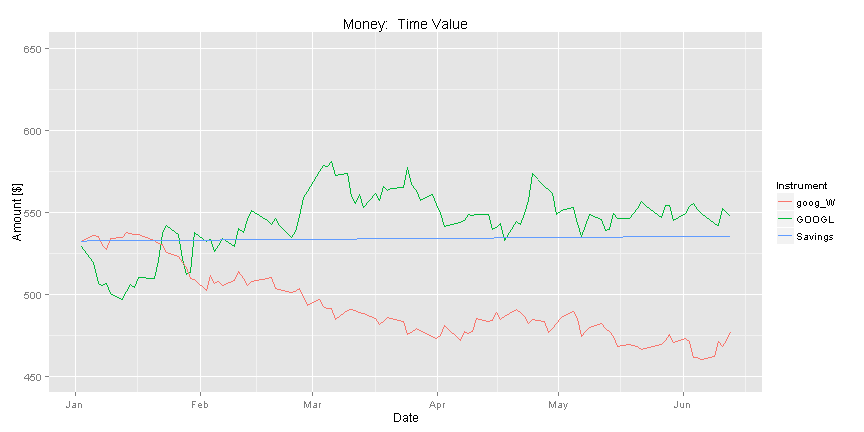 Money:  Time Value
650
600
550
500
450
Amount [$]
Jan Feb Mar Apr May Jun
Date
Instrument
goog_W
GOOGL
Savings